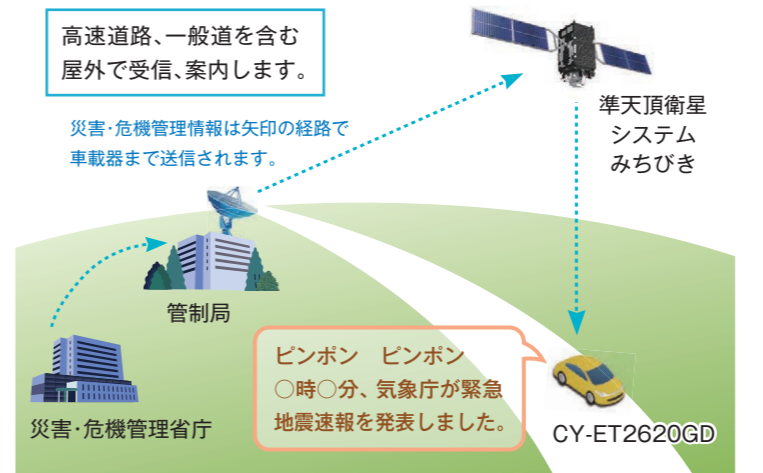 高速道路、一般道を含む
屋外で受信、案内します。
災害・危機管理情報は矢印の経路で
車載器まで送信されます。
準天頂衛星
システム
みちびき
管制局
災害・危機管理省庁
ピンポン　ピンポン
○時○分、気象庁が緊急
地震速報を発表しました。
CY-ET2620GD